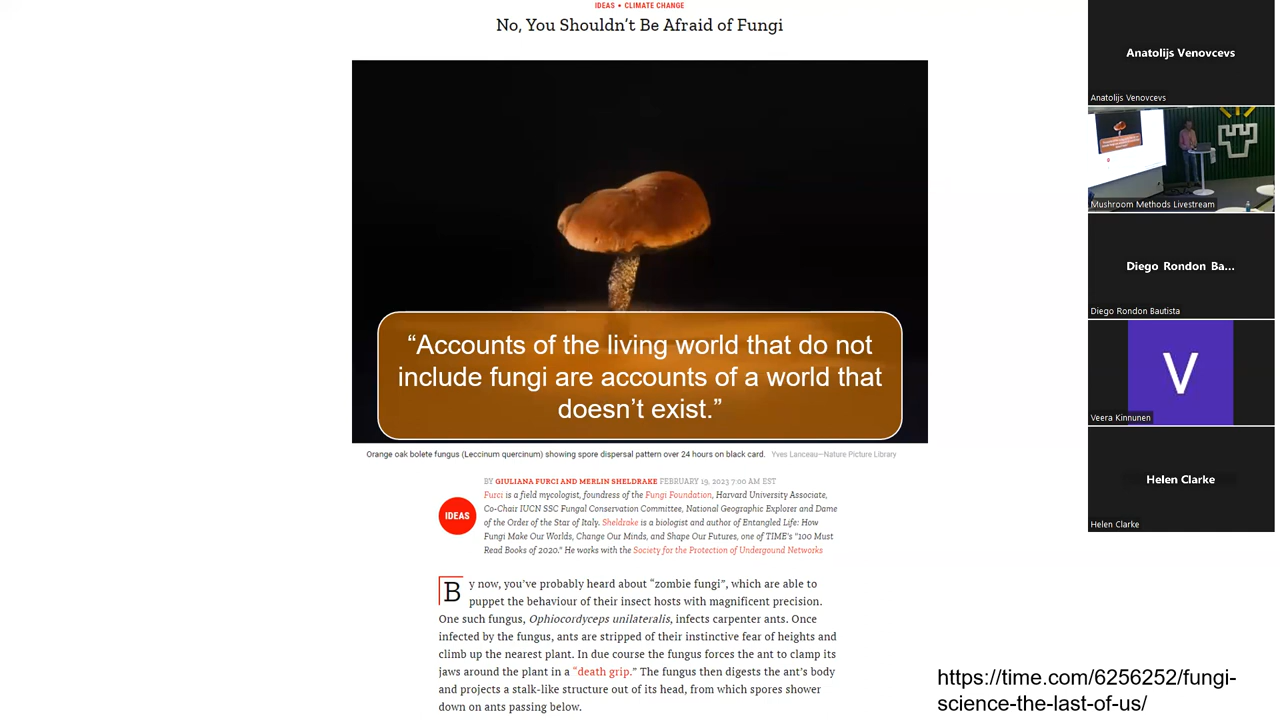 IDEAS • CLIMATE CHANGE
No, You Shouldn't Be Afraid of Fungi
“Accounts of the living world that do not
include fungi are accounts of a world that
doesn’t exist.”
Orange oak bolete fungus (Leccinum quercinum) showing spore dispersal pattern over 24 hours on black card. Yves Lanceau—Nature Picture Library
BY GIULIANA FURCI AND MERLIN SHELDRAKE FEBRUARY 19, 2023 7:00 AM EST
IDEAS
Furci is a field mycologist, foundress of the Fungi Foundation, Harvard University Associate,
Co-Chair IUCN SSC Fungal Conservation Committee, National Geographic Explorer and Dame
of the Order of the Star of Italy. Sheldrake is a biologist and author of Entangled Life: How
Fungi Make Our Worlds, Change Our Minds, and Shape Our Futures, one of TIME's "100 Must
Read Books of 2020." He works with the Society for the Protection of Undergound Networks
By now, you've probably heard about “zombie fungi”, which are able to
puppet the behaviour of their insect hosts with magnificent precision.
One such fungus, Ophiocordyceps unilateralis, infects carpenter ants. Once
infected by the fungus, ants are stripped of their instinctive fear of heights and
climb up the nearest plant. In due course the fungus forces the ant to clamp its
jaws around the plant in a “death grip.” The fungus then digests the ant's body
and projects a stalk-like structure out of its head, from which spores shower
down on ants passing below.
https://time.com/6256252/fungi-
science-the-last-of-us/
Anatolijs Venovcevs
Anatolijs Venovcevs
Mushroom Methods Livestream
Diego Rondon Ba...
Diego Rondon Bautista
V
Veera Kinnunen
Helen Clarke
Helen Clarke